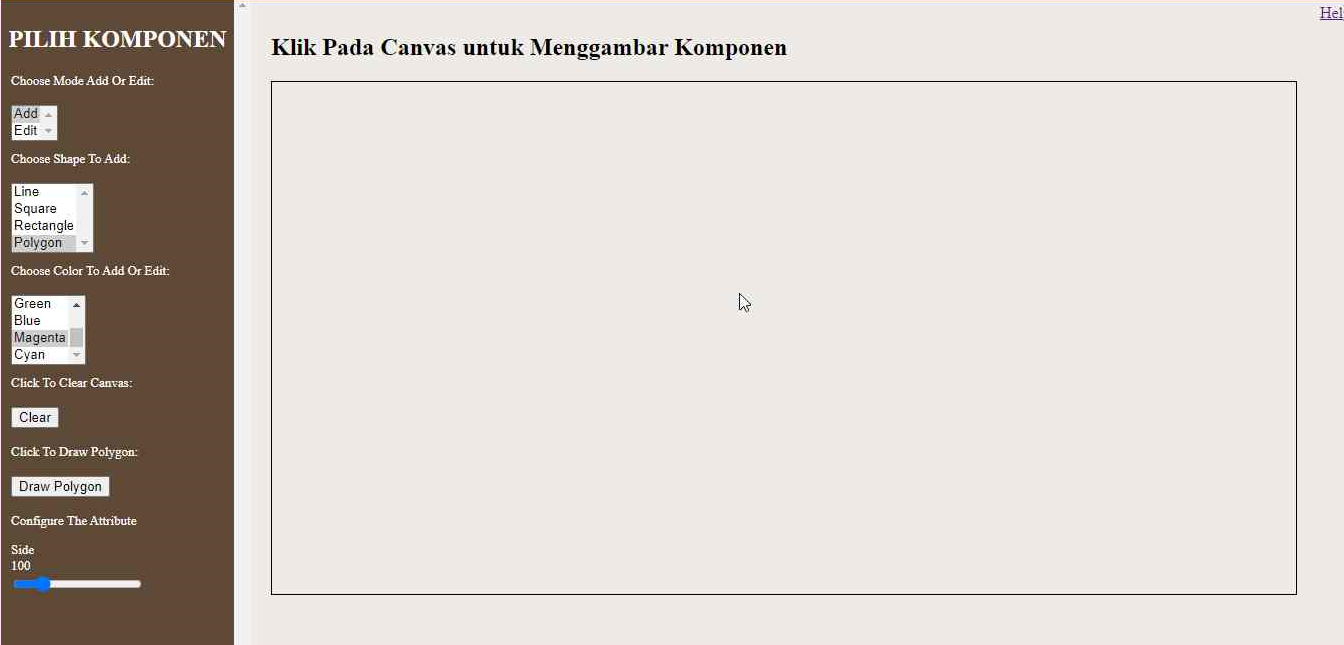 PILIH KOMPONEN
Choose Mode Add Or Edit:
Add
Edit
Choose Shape To Add:
Line
Square
Rectangle
Polygon
Choose Color To Add Or Edit:
Green
Blue
Magenta
Cyan
Click To Clear Canvas:
Clear
Click To Draw Polygon:
Draw Polygon
Configure The Attribute
Side
100
Hel
Klik Pada Canvas untuk Menggambar Komponen